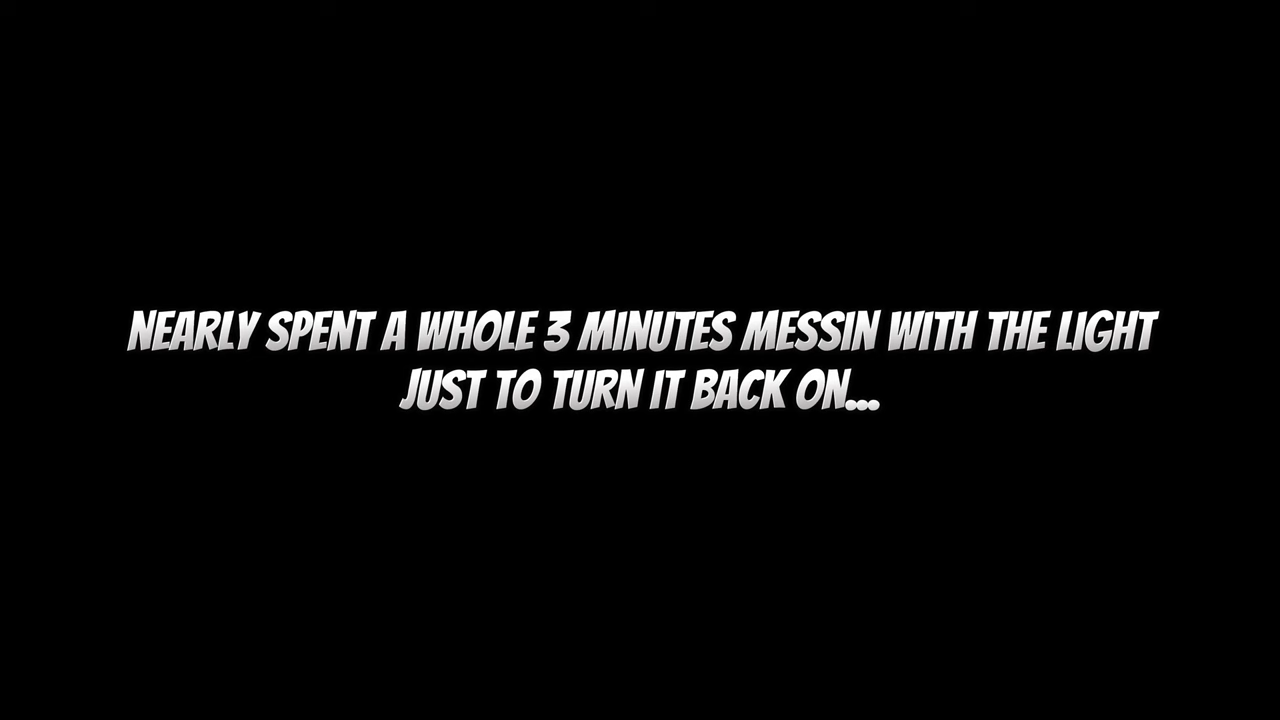 NEARLY SPENT A WHOLE 3 MINUTES MESSIN WITH THE LIGHT
JUST TO TURN IT BACK ON...